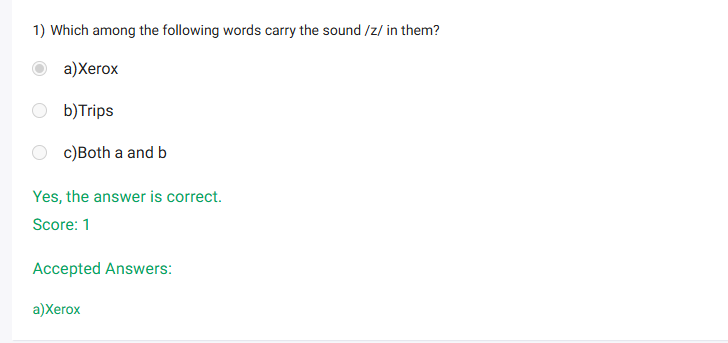 1) Which among the following words carry the sound /z/ in them?
a)Xerox
b)Trips
c)Both a and b
Yes, the answer is correct.
Score: 1
Accepted Answers:
a)Xerox